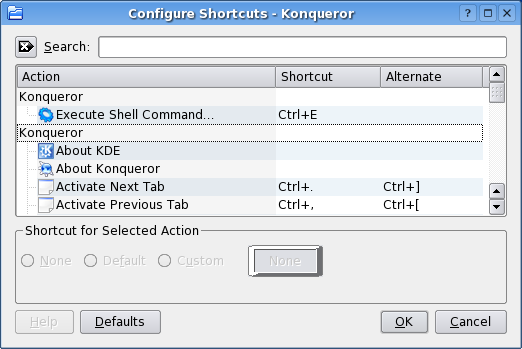 Configure Shortcuts - Konqueror
Search:
Action Shortcut Alternate
Konqueror
Execute Shell Command... Ctrl+E
Konqueror
About KDE
About Konqueror
Activate Next Tab Ctrl+. Ctrl+]
Activate Previous Tab Ctrl+, Ctrl+[
Shortcut for Selected Action
None Default Custom None
Help Defaults OK Cancel